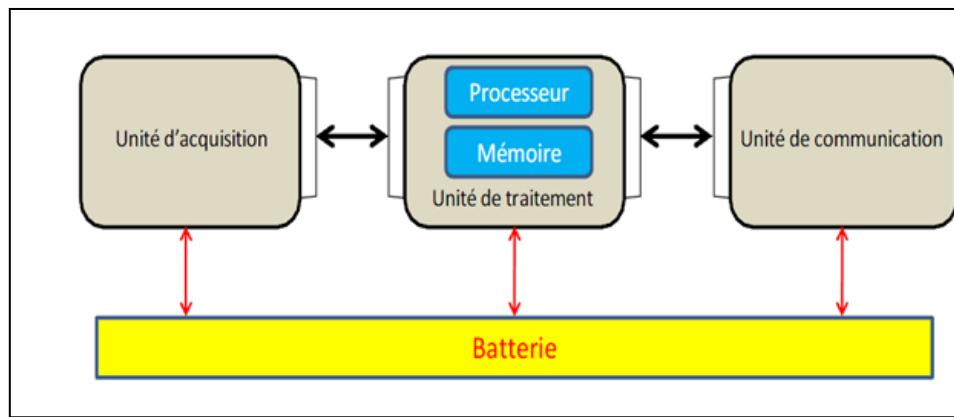 Unité d'acquisition
Processeur
Mémoire
Unité de traitement
Unité de communication
Batterie